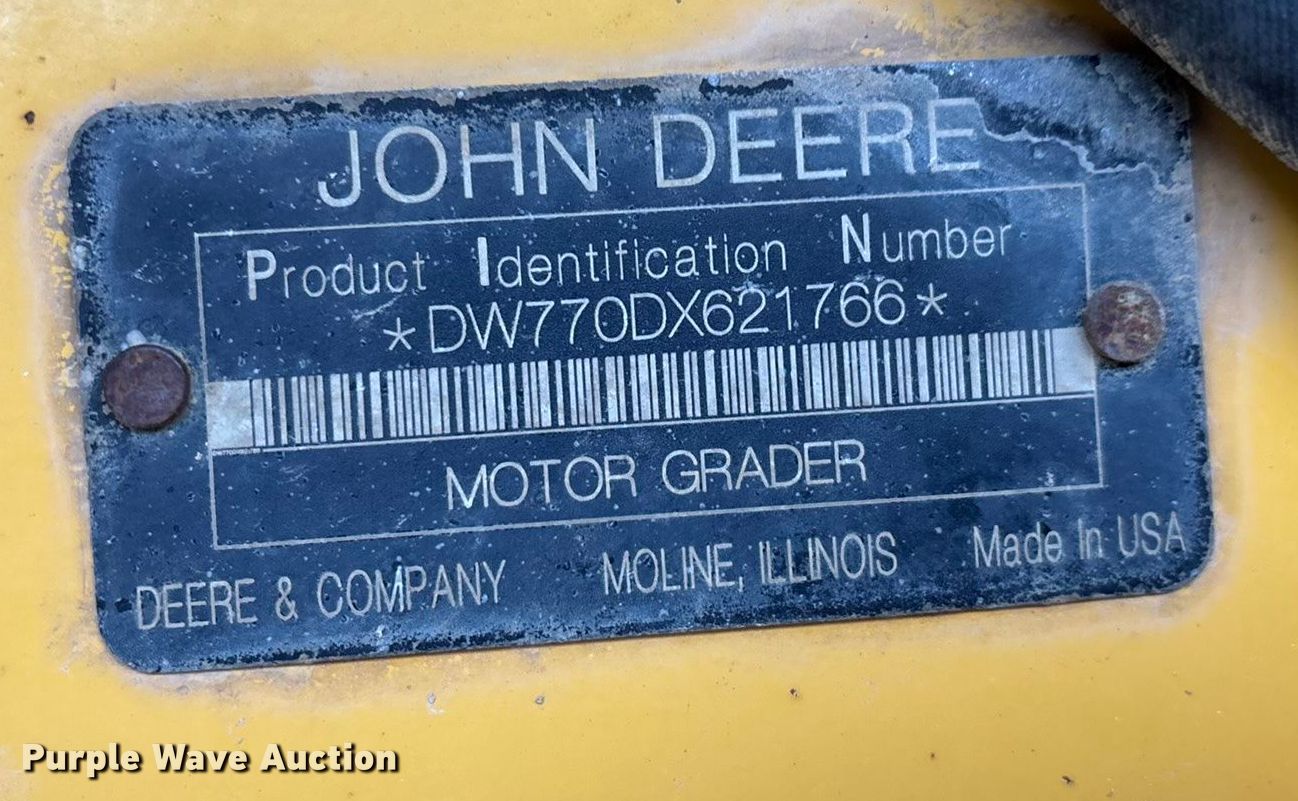 JOHN DEERE
Product Identification Number
*DW770DX621766*
MOTOR GRADER
DEERE & COMPANY MOLINE, ILLINOIS Made In USA
Purple Wave Auction